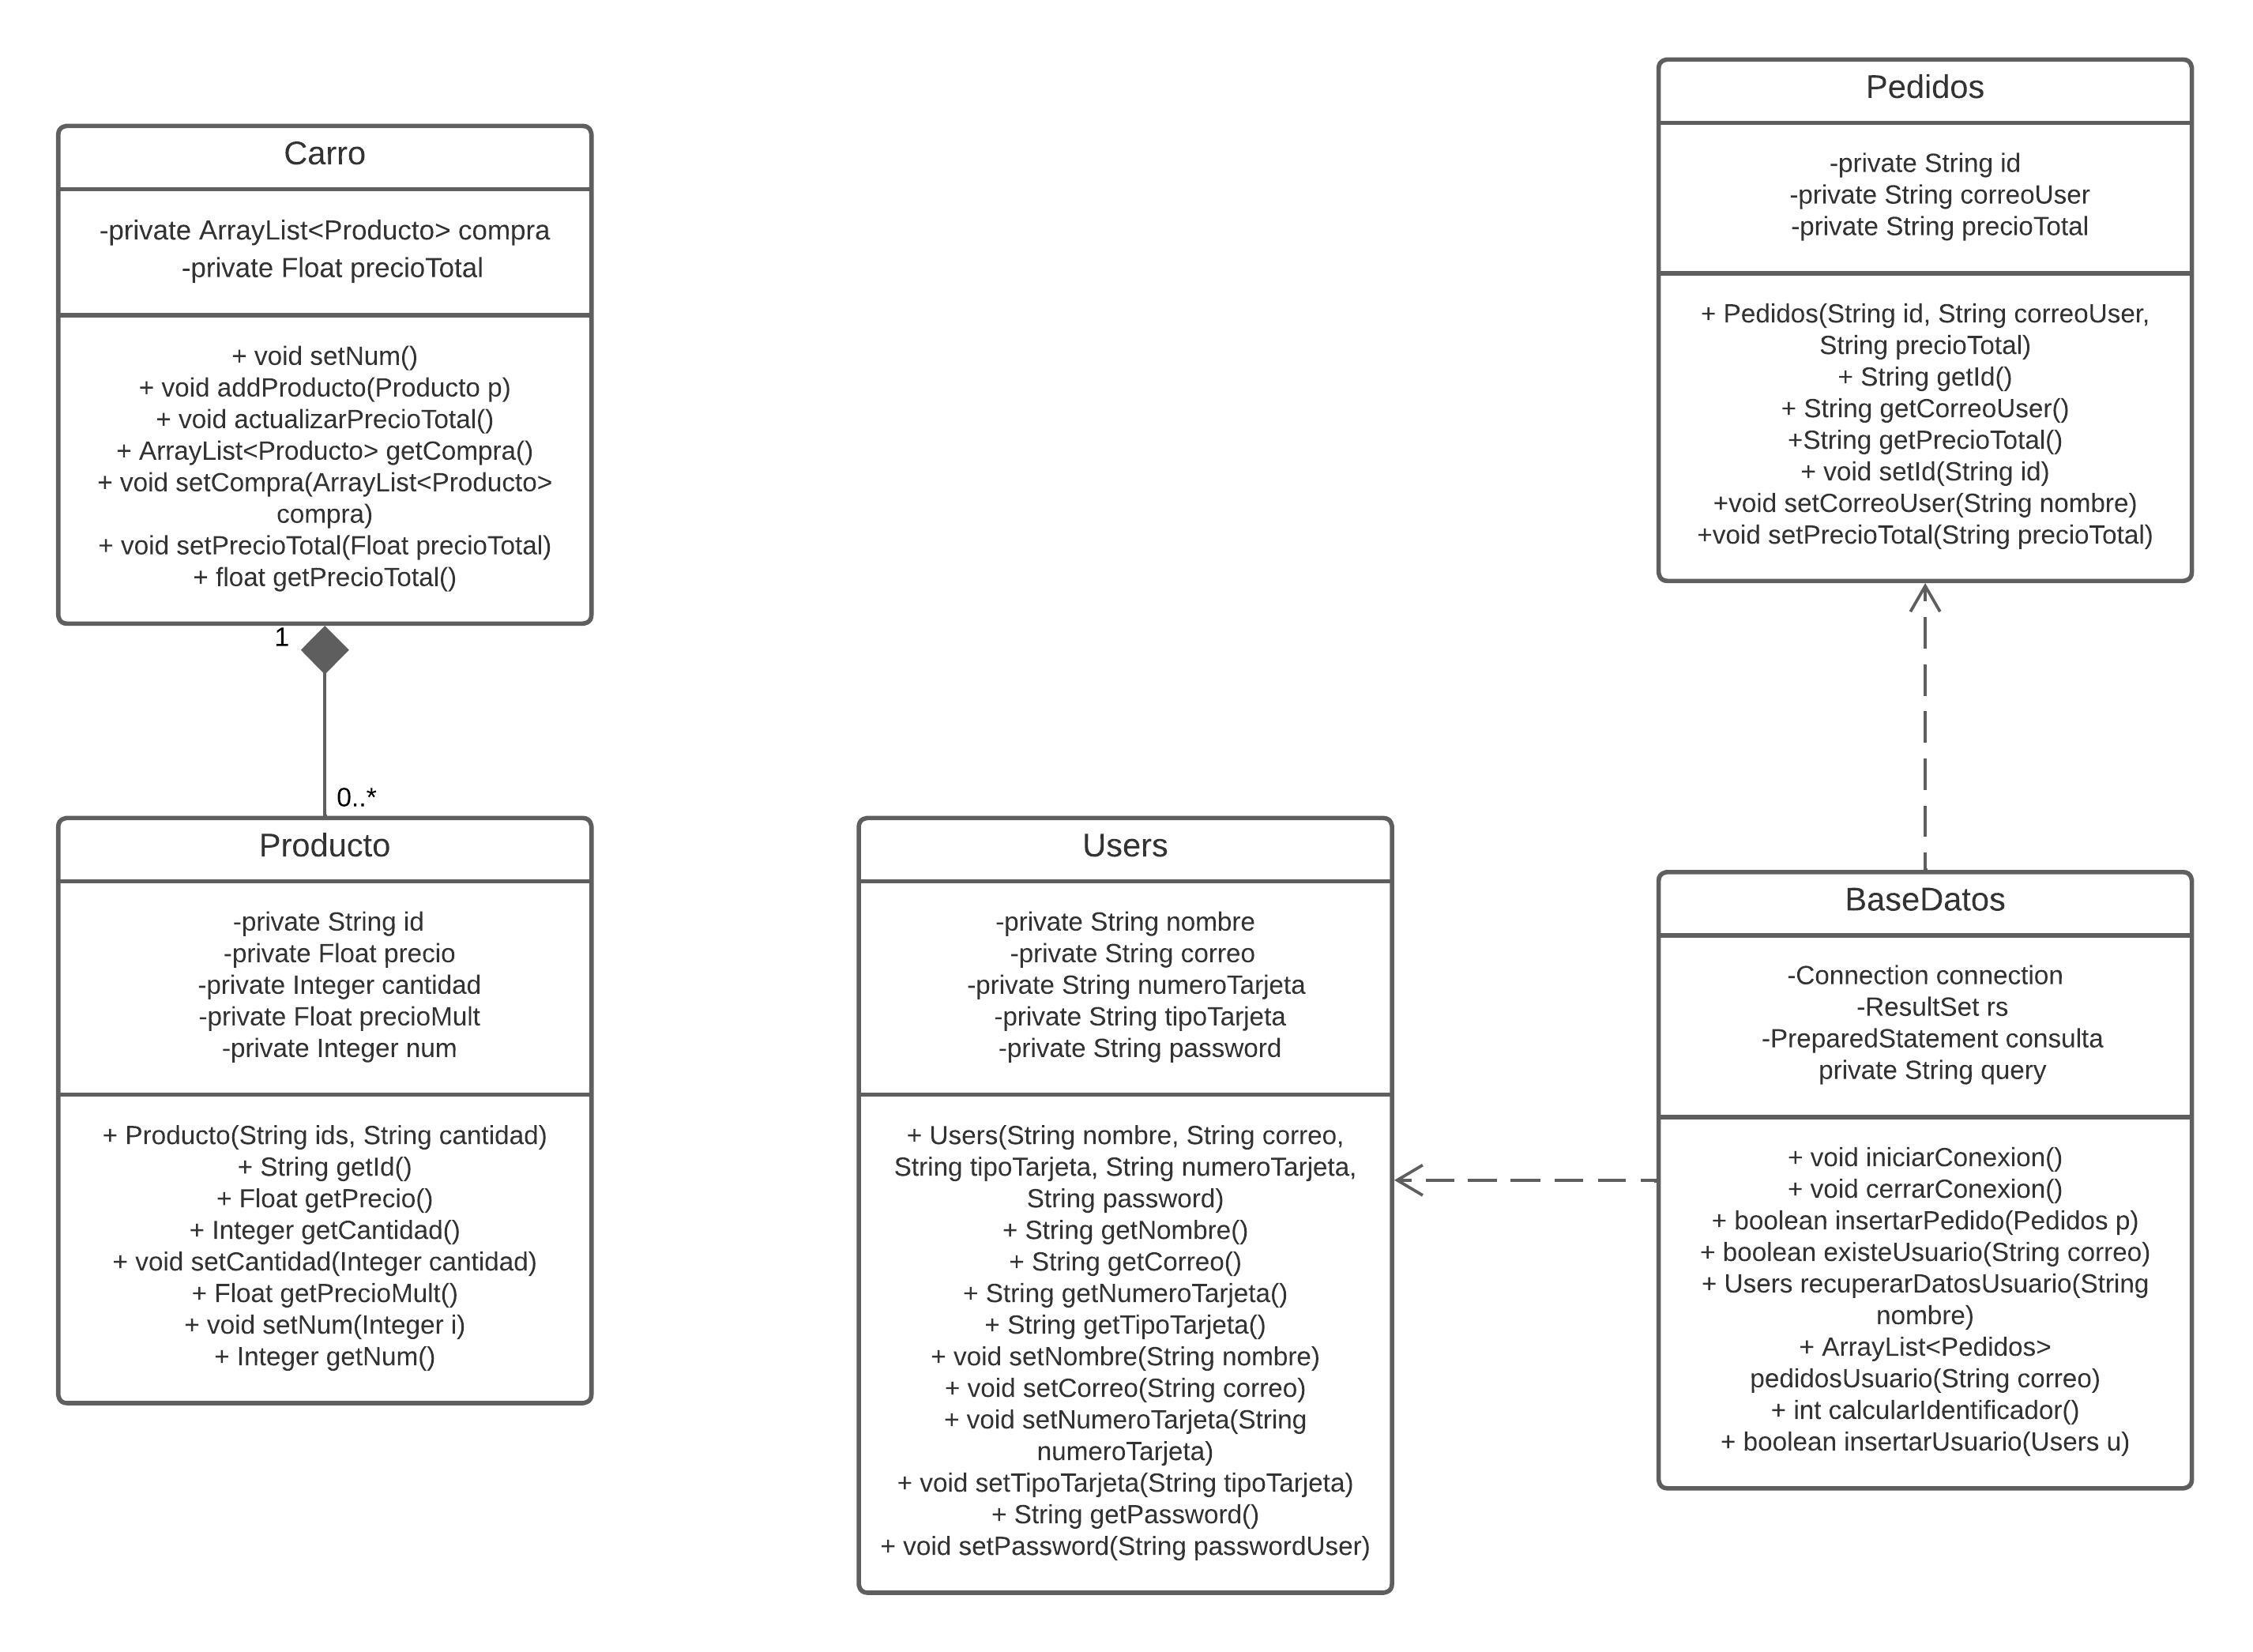 Carro
-private ArrayList<Producto> compra
-private Float precioTotal
+ void setNum()
+ void addProducto(Producto p)
+ void actualizarPrecioTotal()
+ ArrayList<Producto> getCompra()
+ void setCompra(ArrayList<Producto>
compra)
+ void setPrecioTotal(Float precioTotal)
+ float getPrecioTotal()
1
0..*
Producto
-private String id
-private Float precio
-private Integer cantidad
-private Float precioMult
-private Integer num
+ Producto(String ids, String cantidad)
+ String getId()
+ Float getPrecio()
+ Integer getCantidad()
+ void setCantidad(Integer cantidad)
+ Float getPrecioMult()
+ void setNum(Integer i)
+ Integer getNum()
Users
-private String nombre
-private String correo
-private String numeroTarjeta
-private String tipoTarjeta
-private String password
+ Users(String nombre, String correo,
String tipoTarjeta, String numeroTarjeta,
String password)
+ String getNombre()
+ String getCorreo()
+ String getNumeroTarjeta()
+ String getTipoTarjeta()
+ void setNombre(String nombre)
+ void setCorreo(String correo)
+ void setNumeroTarjeta(String
numeroTarjeta)
+ void setTipoTarjeta(String tipoTarjeta)
+ String getPassword()
+ void setPassword(String passwordUser)
Pedidos
-private String id
-private String correoUser
-private String precioTotal
+ Pedidos(String id, String correoUser,
String precioTotal)
+ String getId()
+ String getCorreoUser()
+String getPrecioTotal()
+ void setId(String id)
+void setCorreoUser(String nombre)
+void setPrecioTotal(String precioTotal)
BaseDatos
-Connection connection
-ResultSet rs
-PreparedStatement consulta
private String query
+ void iniciarConexion()
+ void cerrarConexion()
+ boolean insertarPedido(Pedidos p)
+ boolean existeUsuario(String correo)
+ Users recuperarDatosUsuario(String
nombre)
+ ArrayList<Pedidos>
pedidosUsuario(String correo)
+ int calcularIdentificador()
+ boolean insertarUsuario(Users u)